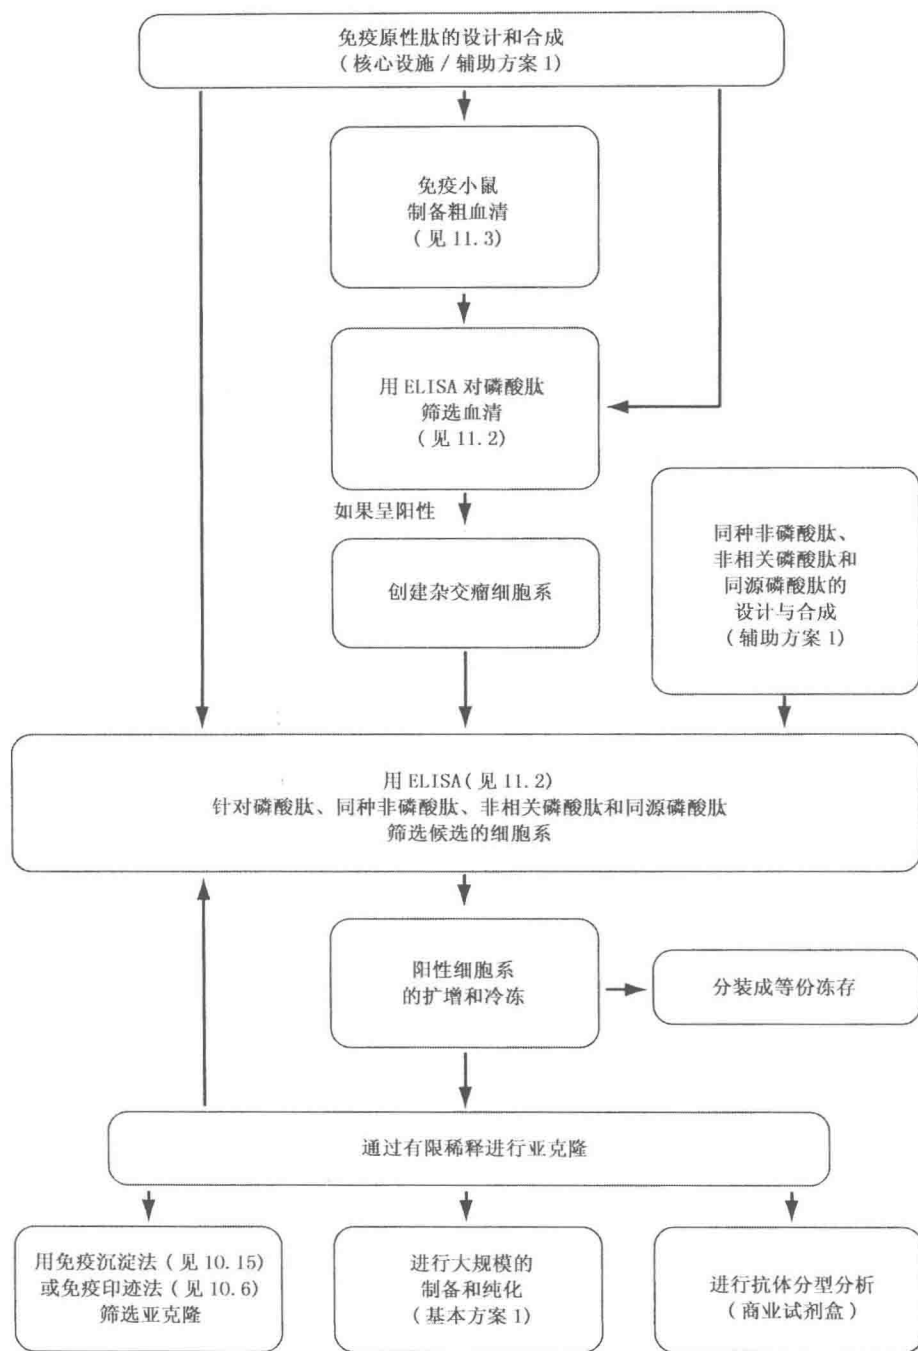 免疫原性肽的设计和合成
(核心设施/辅助方案1)
免疫小鼠
制备粗血清
(见11.3)
用ELISA对磷酸肽
筛选血清
(见11.2)
如果呈阳性
创建杂交瘤细胞系
同种非磷酸肽、
非相关磷酸肽和
同源磷酸肽的
设计与合成
(辅助方案1)
用ELISA(见11.2)
针对磷酸肽、同种非磷酸肽、非相关磷酸肽和同源磷酸肽
筛选候选的细胞系
阳性细胞系
的扩增和冷冻
分装成等份冻存
通过有限稀释进行亚克隆
用免疫沉淀法(见10.15)
或免疫印迹法(见10.6)
筛选亚克隆
进行大规模的
制备和纯化
(基本方案1)
进行抗体分型分析
(商业试剂盒)